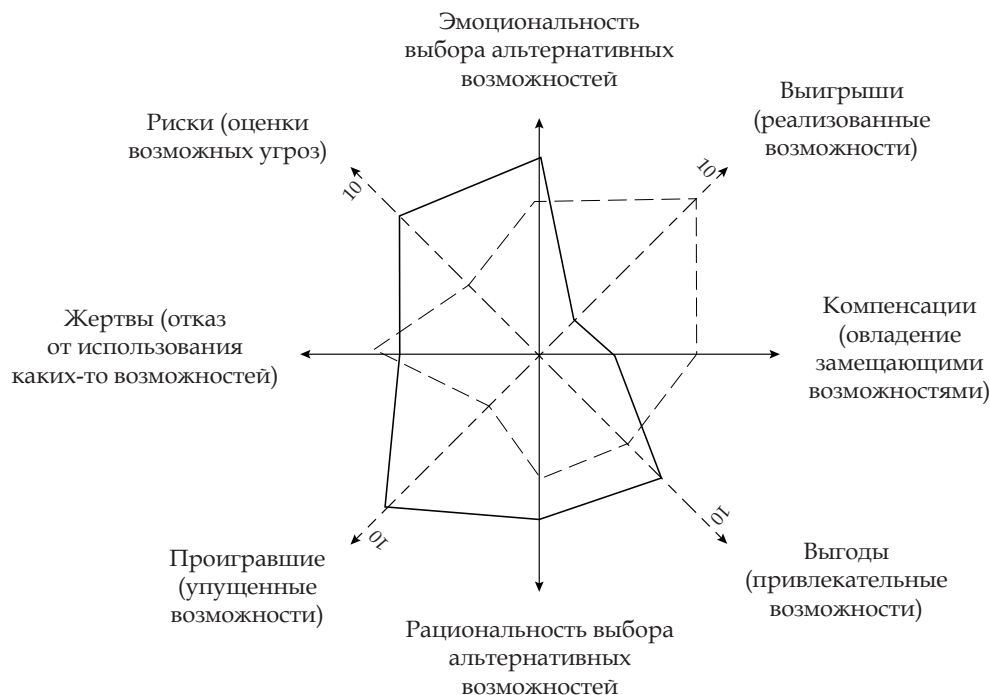 Эмоциональность
выбора альтернативных
возможностей
Выигрыши
(реализованные
возможности)
Риски (оценки
возможных угроз)
10
10
Жертвы (отказ
от использования
каких-то возможностей)
Компенсации
(овладение
замещающими
возможностями)
10
10
Проигравшие
(упущенные
возможности)
Выгоды
(привлекательные
возможности)
Рациональность выбора
альтернативных
возможностей